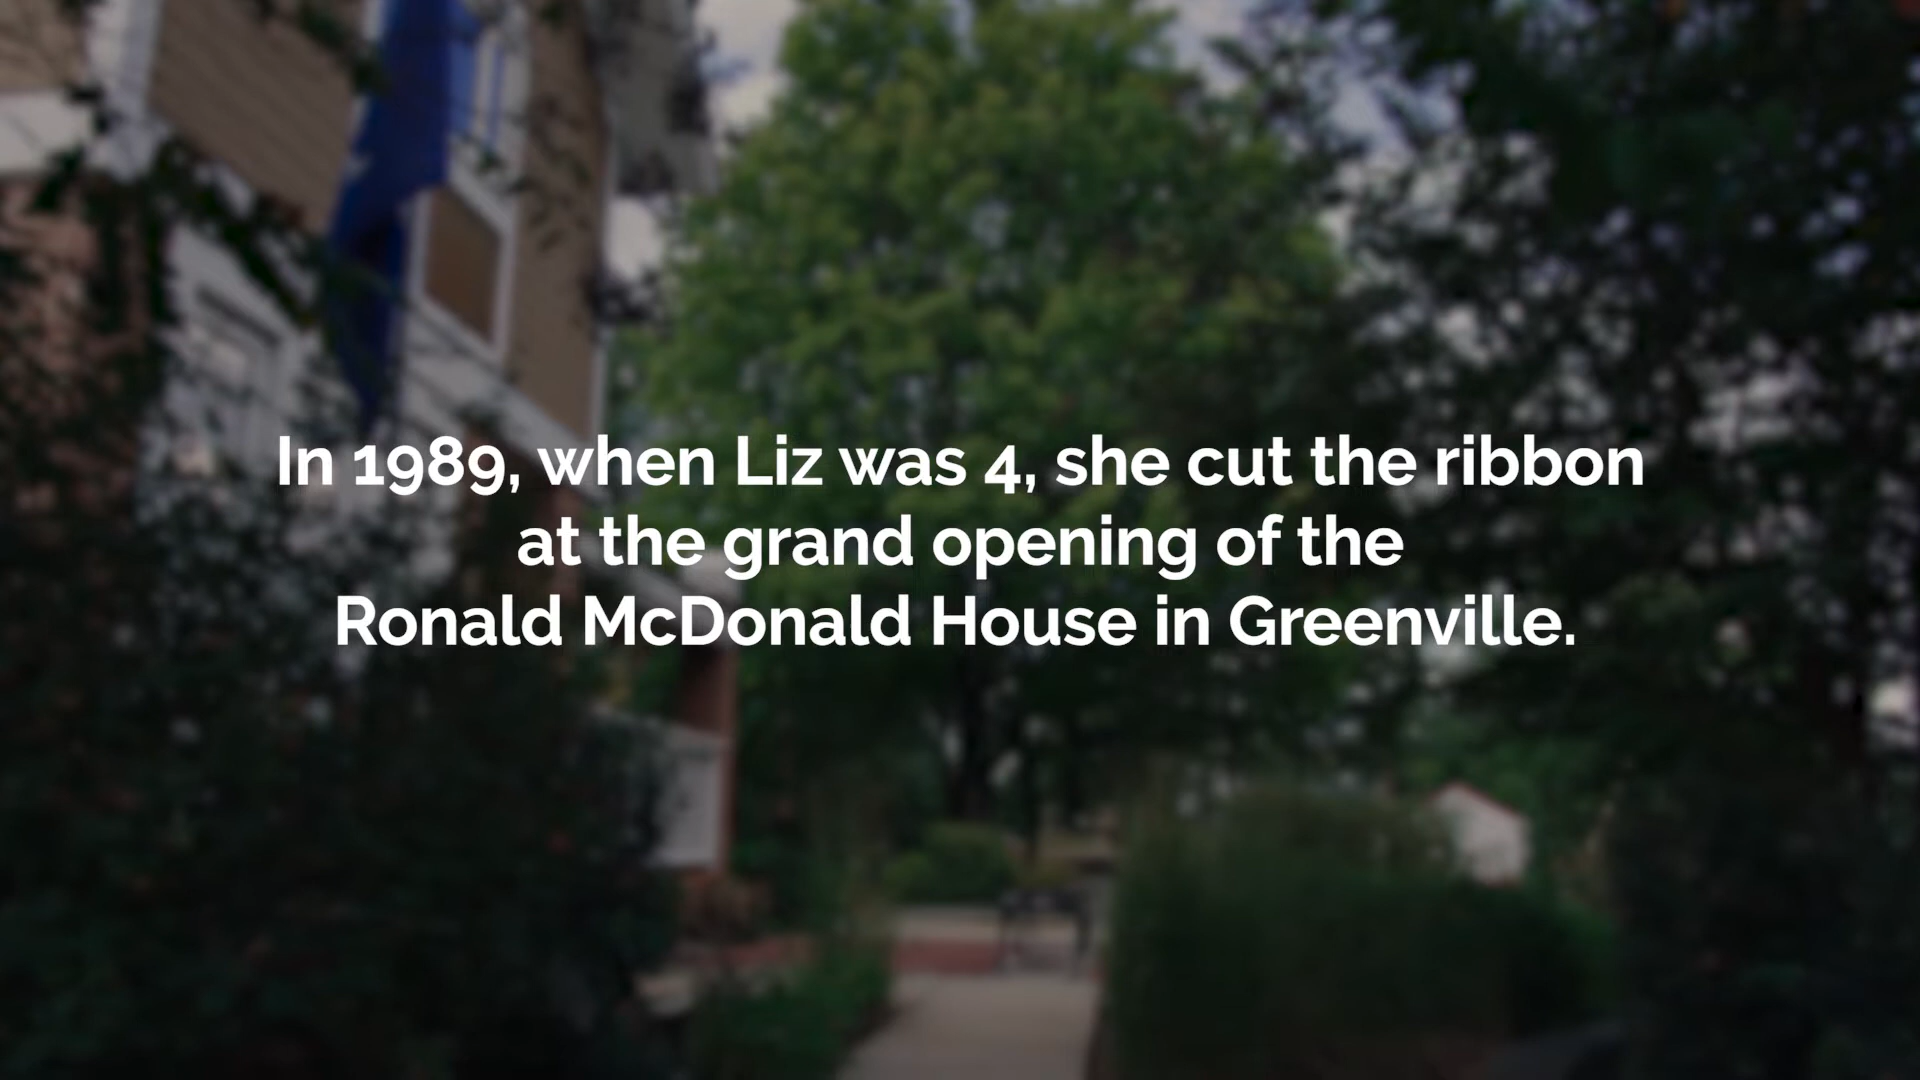 In 1989, when Liz was 4, she cut the ribbon
at the grand opening of the
Ronald McDonald House in Greenville.